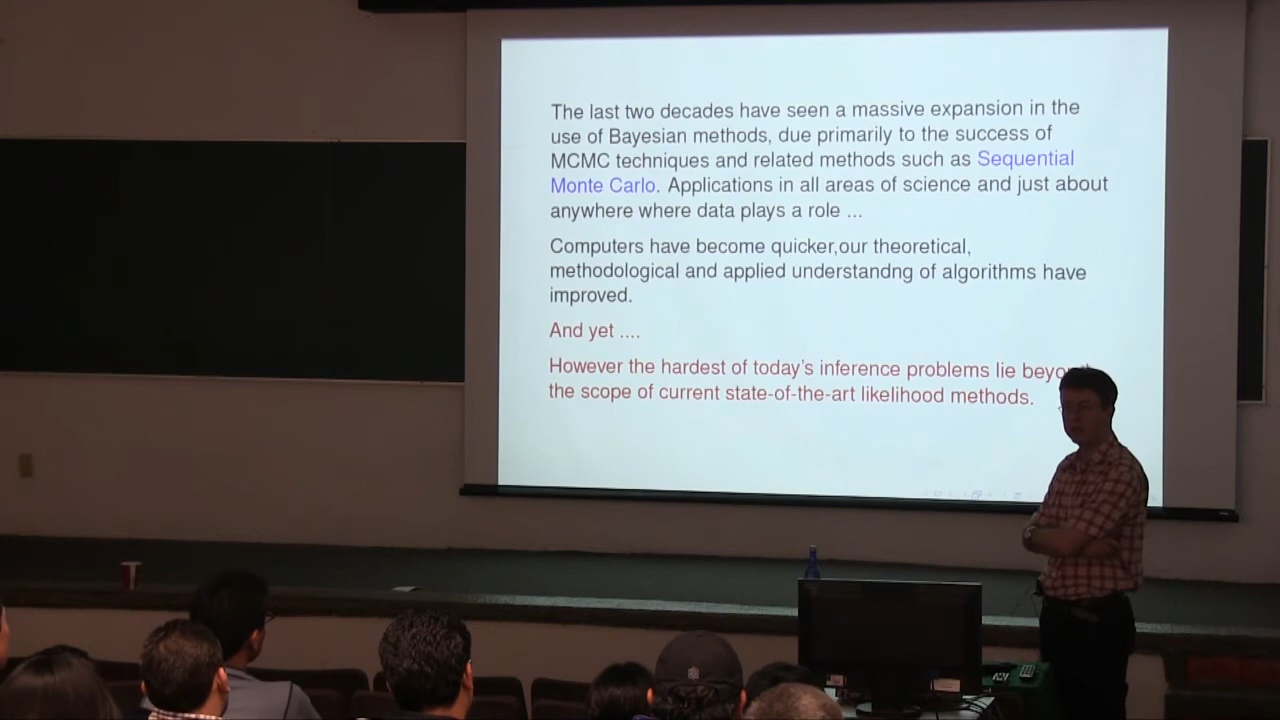 The last two decades have seen a massive expansion in the
use of Bayesian methods, due primarily to the success of
MCMC techniques and related methods such as Sequential
Monte Carlo. Applications in all areas of science and just about
anywhere where data plays a role ...
Computers have become quicker,our theoretical,
methodological and applied understandng of algorithms have
improved.
And yet ....
However the hardest of today's inference problems lie
the scope of current state-of-the-art likelihood methods.